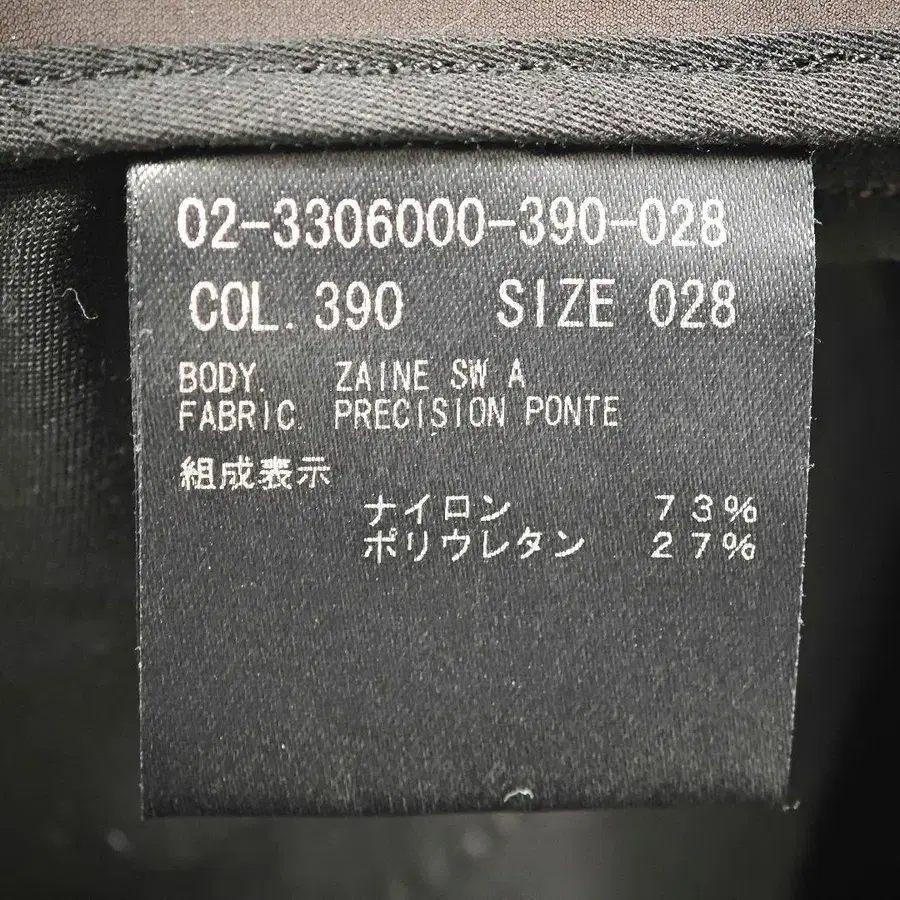 02-3306000-390-028
COL. 390 SIZE 028
BODY. ZAINE SW A
FABRIC. PRECISION PONTE
組成表示
ナイロン 73%
ポリウレタン 27%